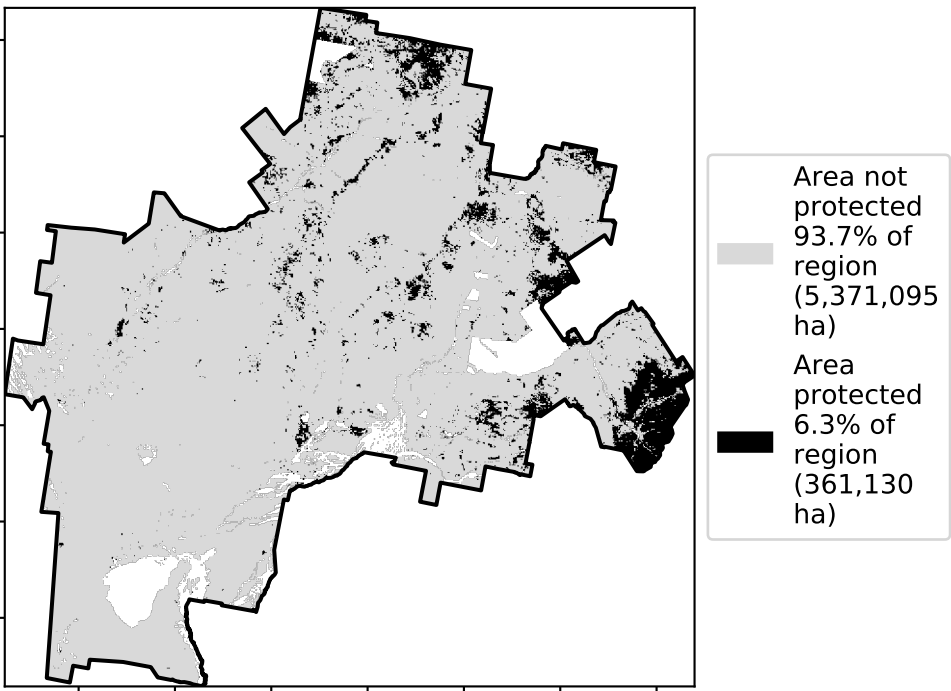 Area not
protected
93.7% of
region
(5,371,095
ha)
Area
protected
6.3% of
region
(361,130
ha)